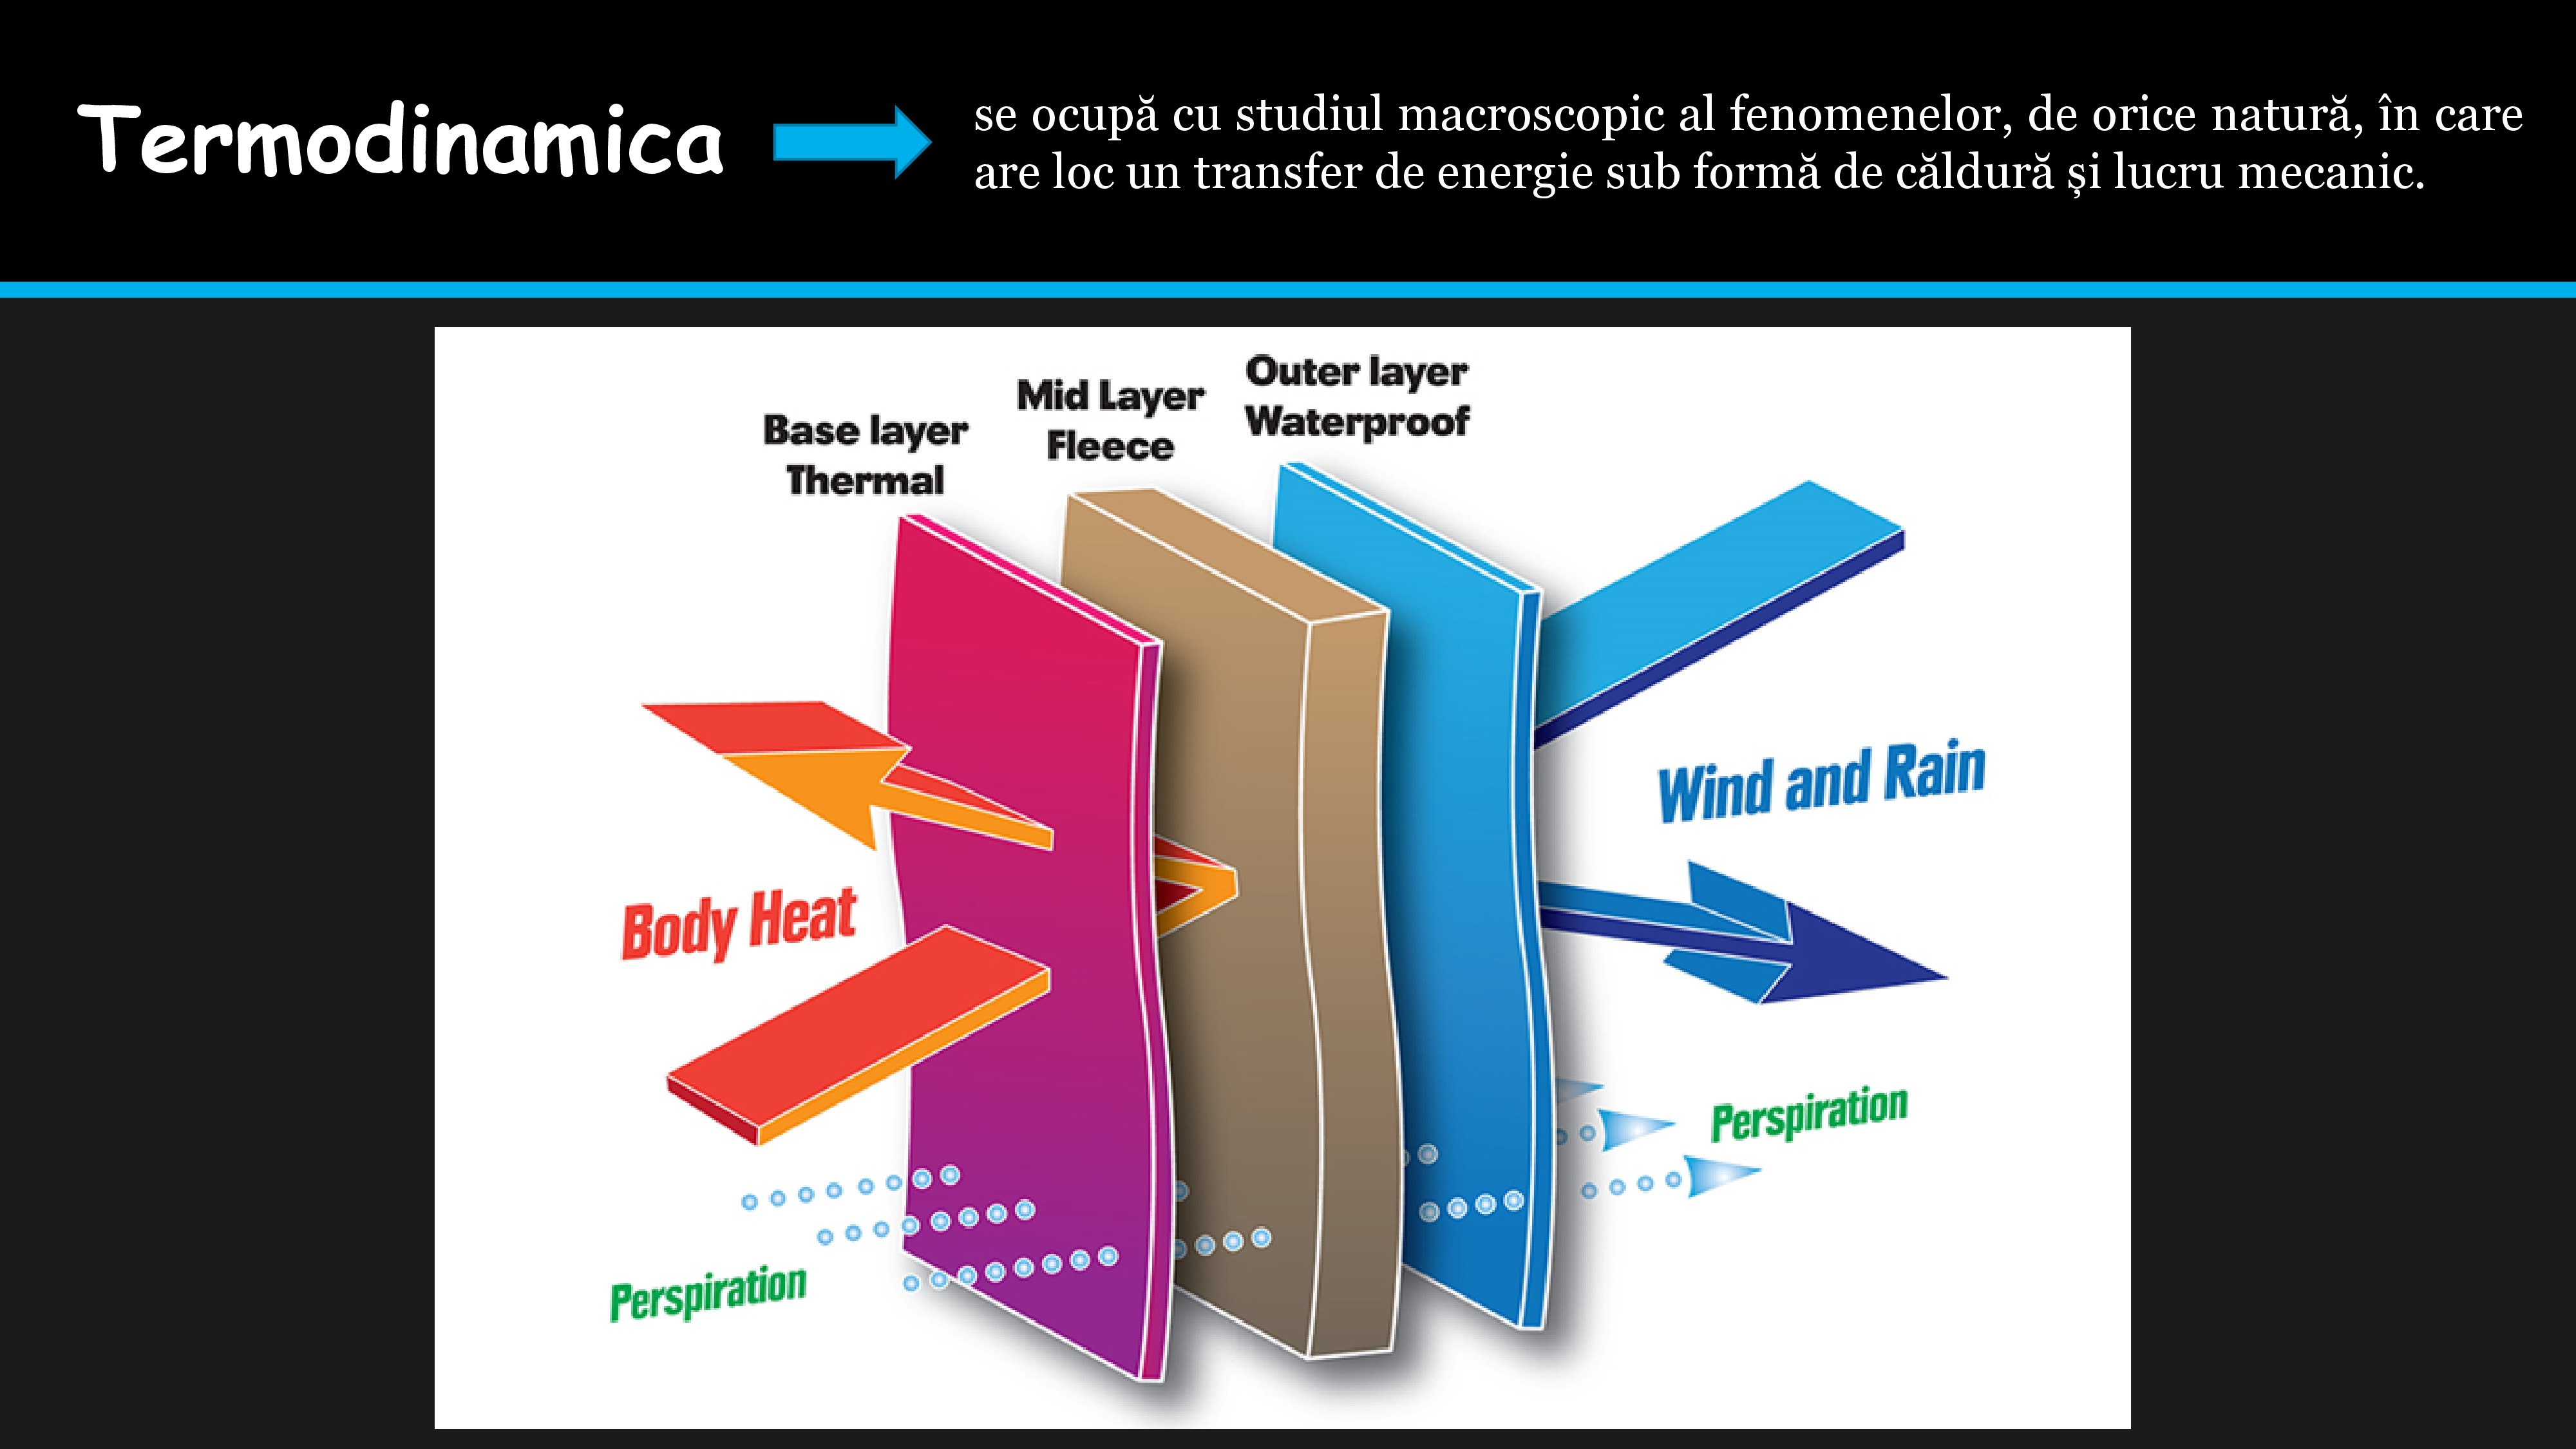 Termodinamica
se ocupă cu studiul macroscopic al fenomenelor, de orice natură, în care
are loc un transfer de energie sub formă de căldură și lucru mecanic.
Base layer
Thermal
Mid Layer
Fleece
Outer layer
Waterproof
Wind and Rain
Body Heat
Perspiration
Perspiration